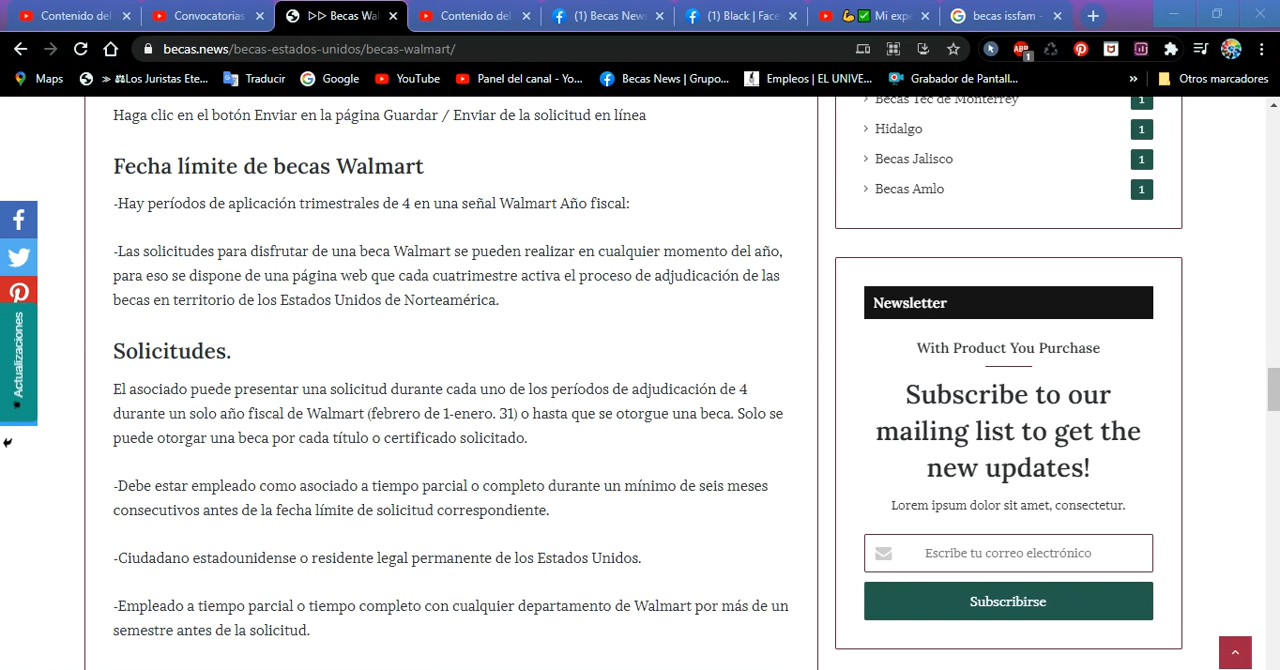 Contenido del
Convocatorias
▷▷ Becas Wal
Contenido del
(1) Becas New
(1) Black | Face
💪✅ Mi expe
becas issfam -
becas.news/becas-estados-unidos/becas-walmart/
ABP
1
Maps
» ⚖Los Juristas Ete...
Traducir
Google
YouTube
Panel del canal - Yo...
Becas News | Grupo...
Empleos | EL UNIVE...
Grabador de Pantall...
»
Otros marcadores
Haga clic en el botón Enviar en la página Guardar / Enviar de la solicitud en línea
Fecha límite de becas Walmart
-Hay períodos de aplicación trimestrales de 4 en una señal Walmart Año fiscal:
-Las solicitudes para disfrutar de una beca Walmart se pueden realizar en cualquier momento del año,
para eso se dispone de una página web que cada cuatrimestre activa el proceso de adjudicación de las
becas en territorio de los Estados Unidos de Norteamérica.
Solicitudes.
El asociado puede presentar una solicitud durante cada uno de los períodos de adjudicación de 4
durante un solo año fiscal de Walmart (febrero de 1-enero. 31) o hasta que se otorgue una beca. Solo se
puede otorgar una beca por cada título o certificado solicitado.
-Debe estar empleado como asociado a tiempo parcial o completo durante un mínimo de seis meses
consecutivos antes de la fecha límite de solicitud correspondiente.
-Ciudadano estadounidense o residente legal permanente de los Estados Unidos.
-Empleado a tiempo parcial o tiempo completo con cualquier departamento de Walmart por más de un
semestre antes de la solicitud.
Actualizaciones
Becas Tec de Monterrey 1
Hidalgo 1
Becas Jalisco 1
Becas Amlo 1
Newsletter
With Product You Purchase
Subscribe to our
mailing list to get the
new updates!
Lorem ipsum dolor sit amet, consectetur.
Escribe tu correo electrónico
Subscribirse